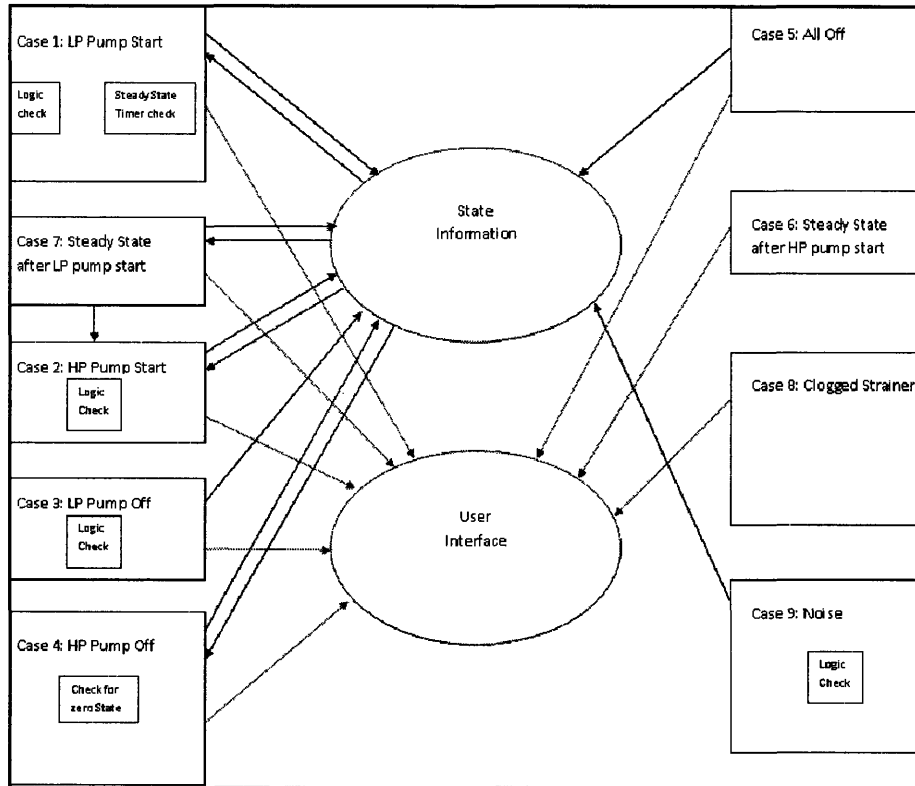 Case 1: LP Pump Start
Logic
check
Steady State
Timer check
Case 7: Steady State
after LP pump start
Case 2: HP Pump Start
Logic
Check
Case 3: LP Pump Off
Logic
Check
Case 4: HP Pump Off
Check for
zero State
State
Information
User
Interface
Case 5: All Off
Case 6: Steady State
after HP pump start
Case 8: Clogged Strainer
Case 9: Noise
Logic
Check